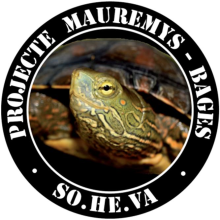 PROJECTE MAUREMYS - BAGES
· SO.HE.VA ·